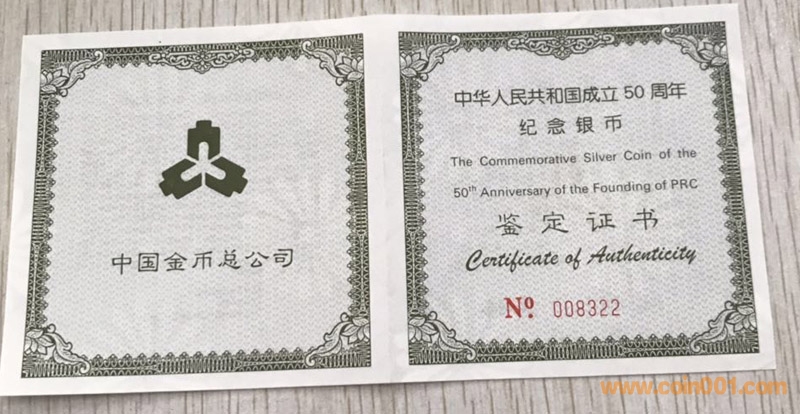 中国金币总公司
中华人民共和国成立50周年
纪念银币
The Commemorative Silver Coin of the
50th Anniversary of the Founding of PRC
鉴定证书
Certificate of Authenticity
Nº 008322
www.coin001.com